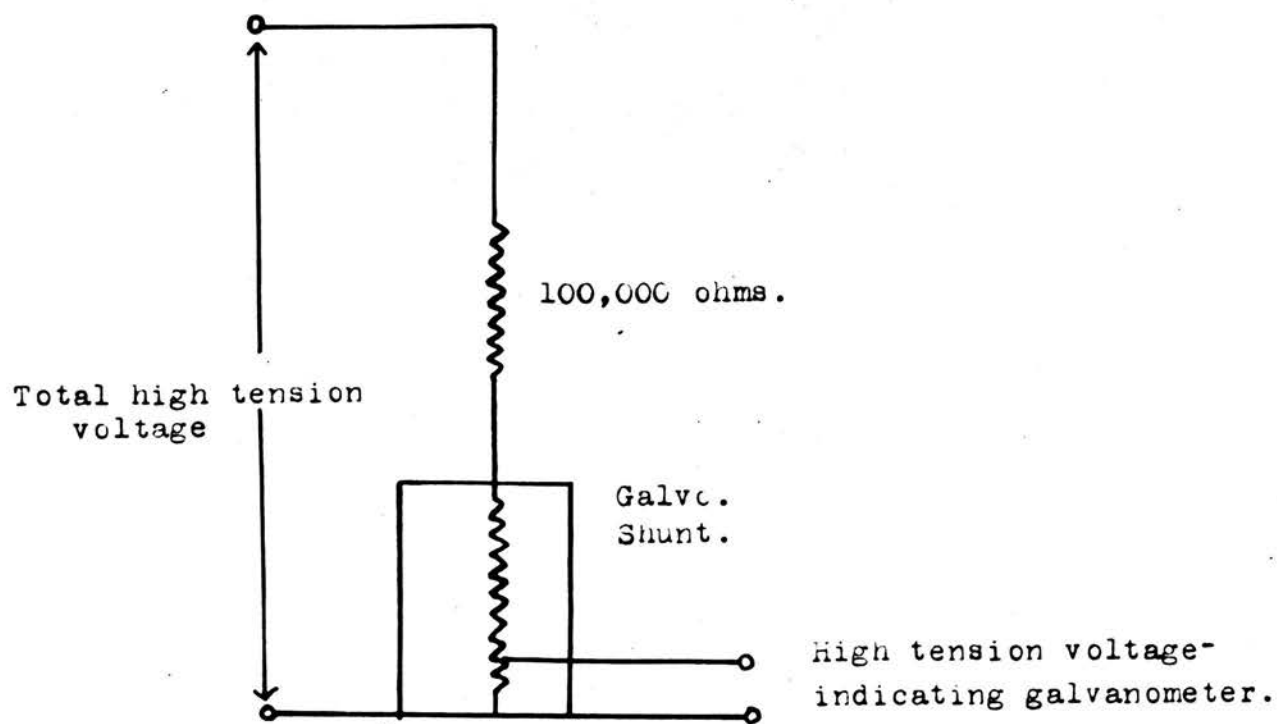 100,000 ohms.
Total high tension
voltage
Galvo.
Shunt.
High tension voltage-
indicating galvanometer.